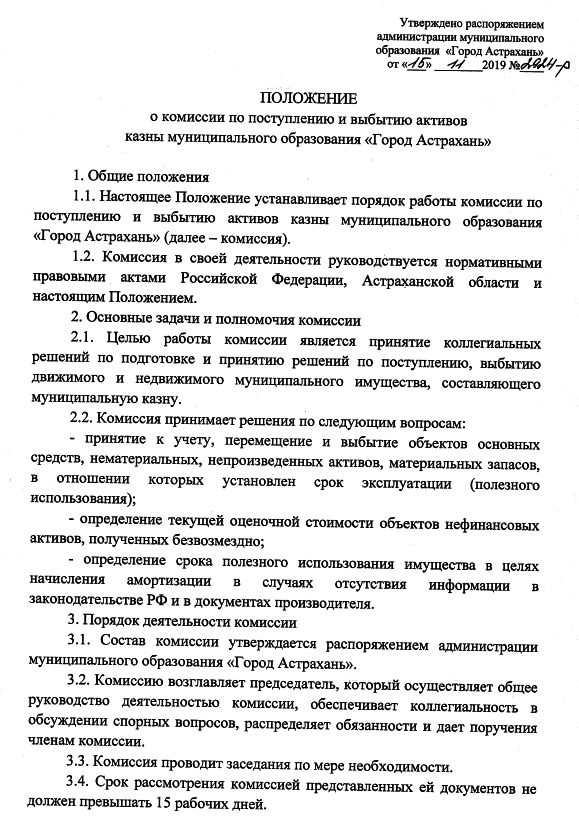 Утверждено распоряжением
администрации муниципального
образования «Город Астрахань»
от «15» 11 2019 №2924-р
ПОЛОЖЕНИЕ
о комиссии по поступлению и выбытию активов
казны муниципального образования «Город Астрахань»
1. Общие положения
1.1. Настоящее Положение устанавливает порядок работы комиссии по
поступлению и выбытию активов казны муниципального образования
«Город Астрахань» (далее – комиссия).
1.2. Комиссия в своей деятельности руководствуется нормативными
правовыми актами Российской Федерации, Астраханской области и
настоящим Положением.
2. Основные задачи и полномочия комиссии
2.1. Целью работы комиссии является принятие коллегиальных
решений по подготовке и принятию решений по поступлению, выбытию
движимого и недвижимого муниципального имущества, составляющего
муниципальную казну.
2.2. Комиссия принимает решения по следующим вопросам:
- принятие к учету, перемещение и выбытие объектов основных
средств, нематериальных, непроизведенных активов, материальных запасов,
в отношении которых установлен срок эксплуатации (полезного
использования);
- определение текущей оценочной стоимости объектов нефинансовых
активов, полученных безвозмездно;
- определение срока полезного использования имущества в целях
начисления амортизации в случаях отсутствия информации в
законодательстве РФ и в документах производителя.
3. Порядок деятельности комиссии
3.1. Состав комиссии утверждается распоряжением администрации
муниципального образования «Город Астрахань».
3.2. Комиссию возглавляет председатель, который осуществляет общее
руководство деятельностью комиссии, обеспечивает коллегиальность в
обсуждении спорных вопросов, распределяет обязанности и дает поручения
членам комиссии.
3.3. Комиссия проводит заседания по мере необходимости.
3.4. Срок рассмотрения комиссией представленных ей документов не
должен превышать 15 рабочих дней.